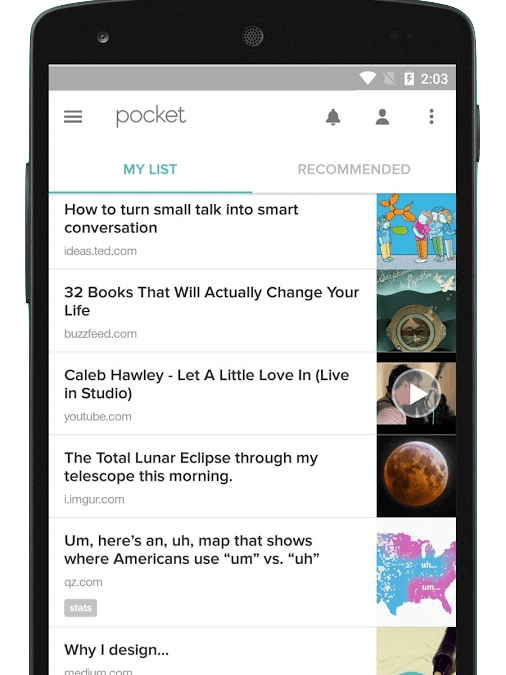 2:03
pocket
MY LIST
RECOMMENDED
How to turn small talk into smart
conversation
ideas.ted.com
32 Books That Will Actually Change Your
Life
buzzfeed.com
Caleb Hawley - Let A Little Love In (Live
in Studio)
youtube.com
The Total Lunar Eclipse through my
telescope this morning.
i.imgur.com
Um, here’s an, uh, map that shows
where Americans use “um” vs. “uh”
qz.com
uh...
um...
stats
Why I design...
medium.com